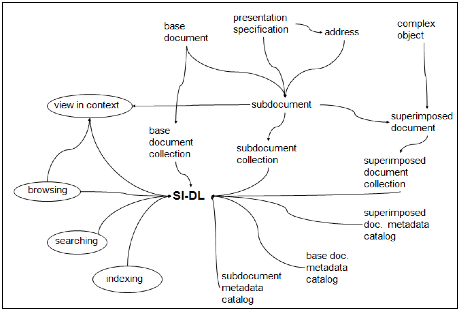 base
document
presentation
specification
address
complex
object
view in context
subdocument
superimposed
document
base
document
collection
subdocument
collection
superimposed
document
collection
browsing
SI-DL
superimposed
doc. metadata
catalog
searching
base doc.
metadata
catalog
indexing
subdocument
metadata
catalog